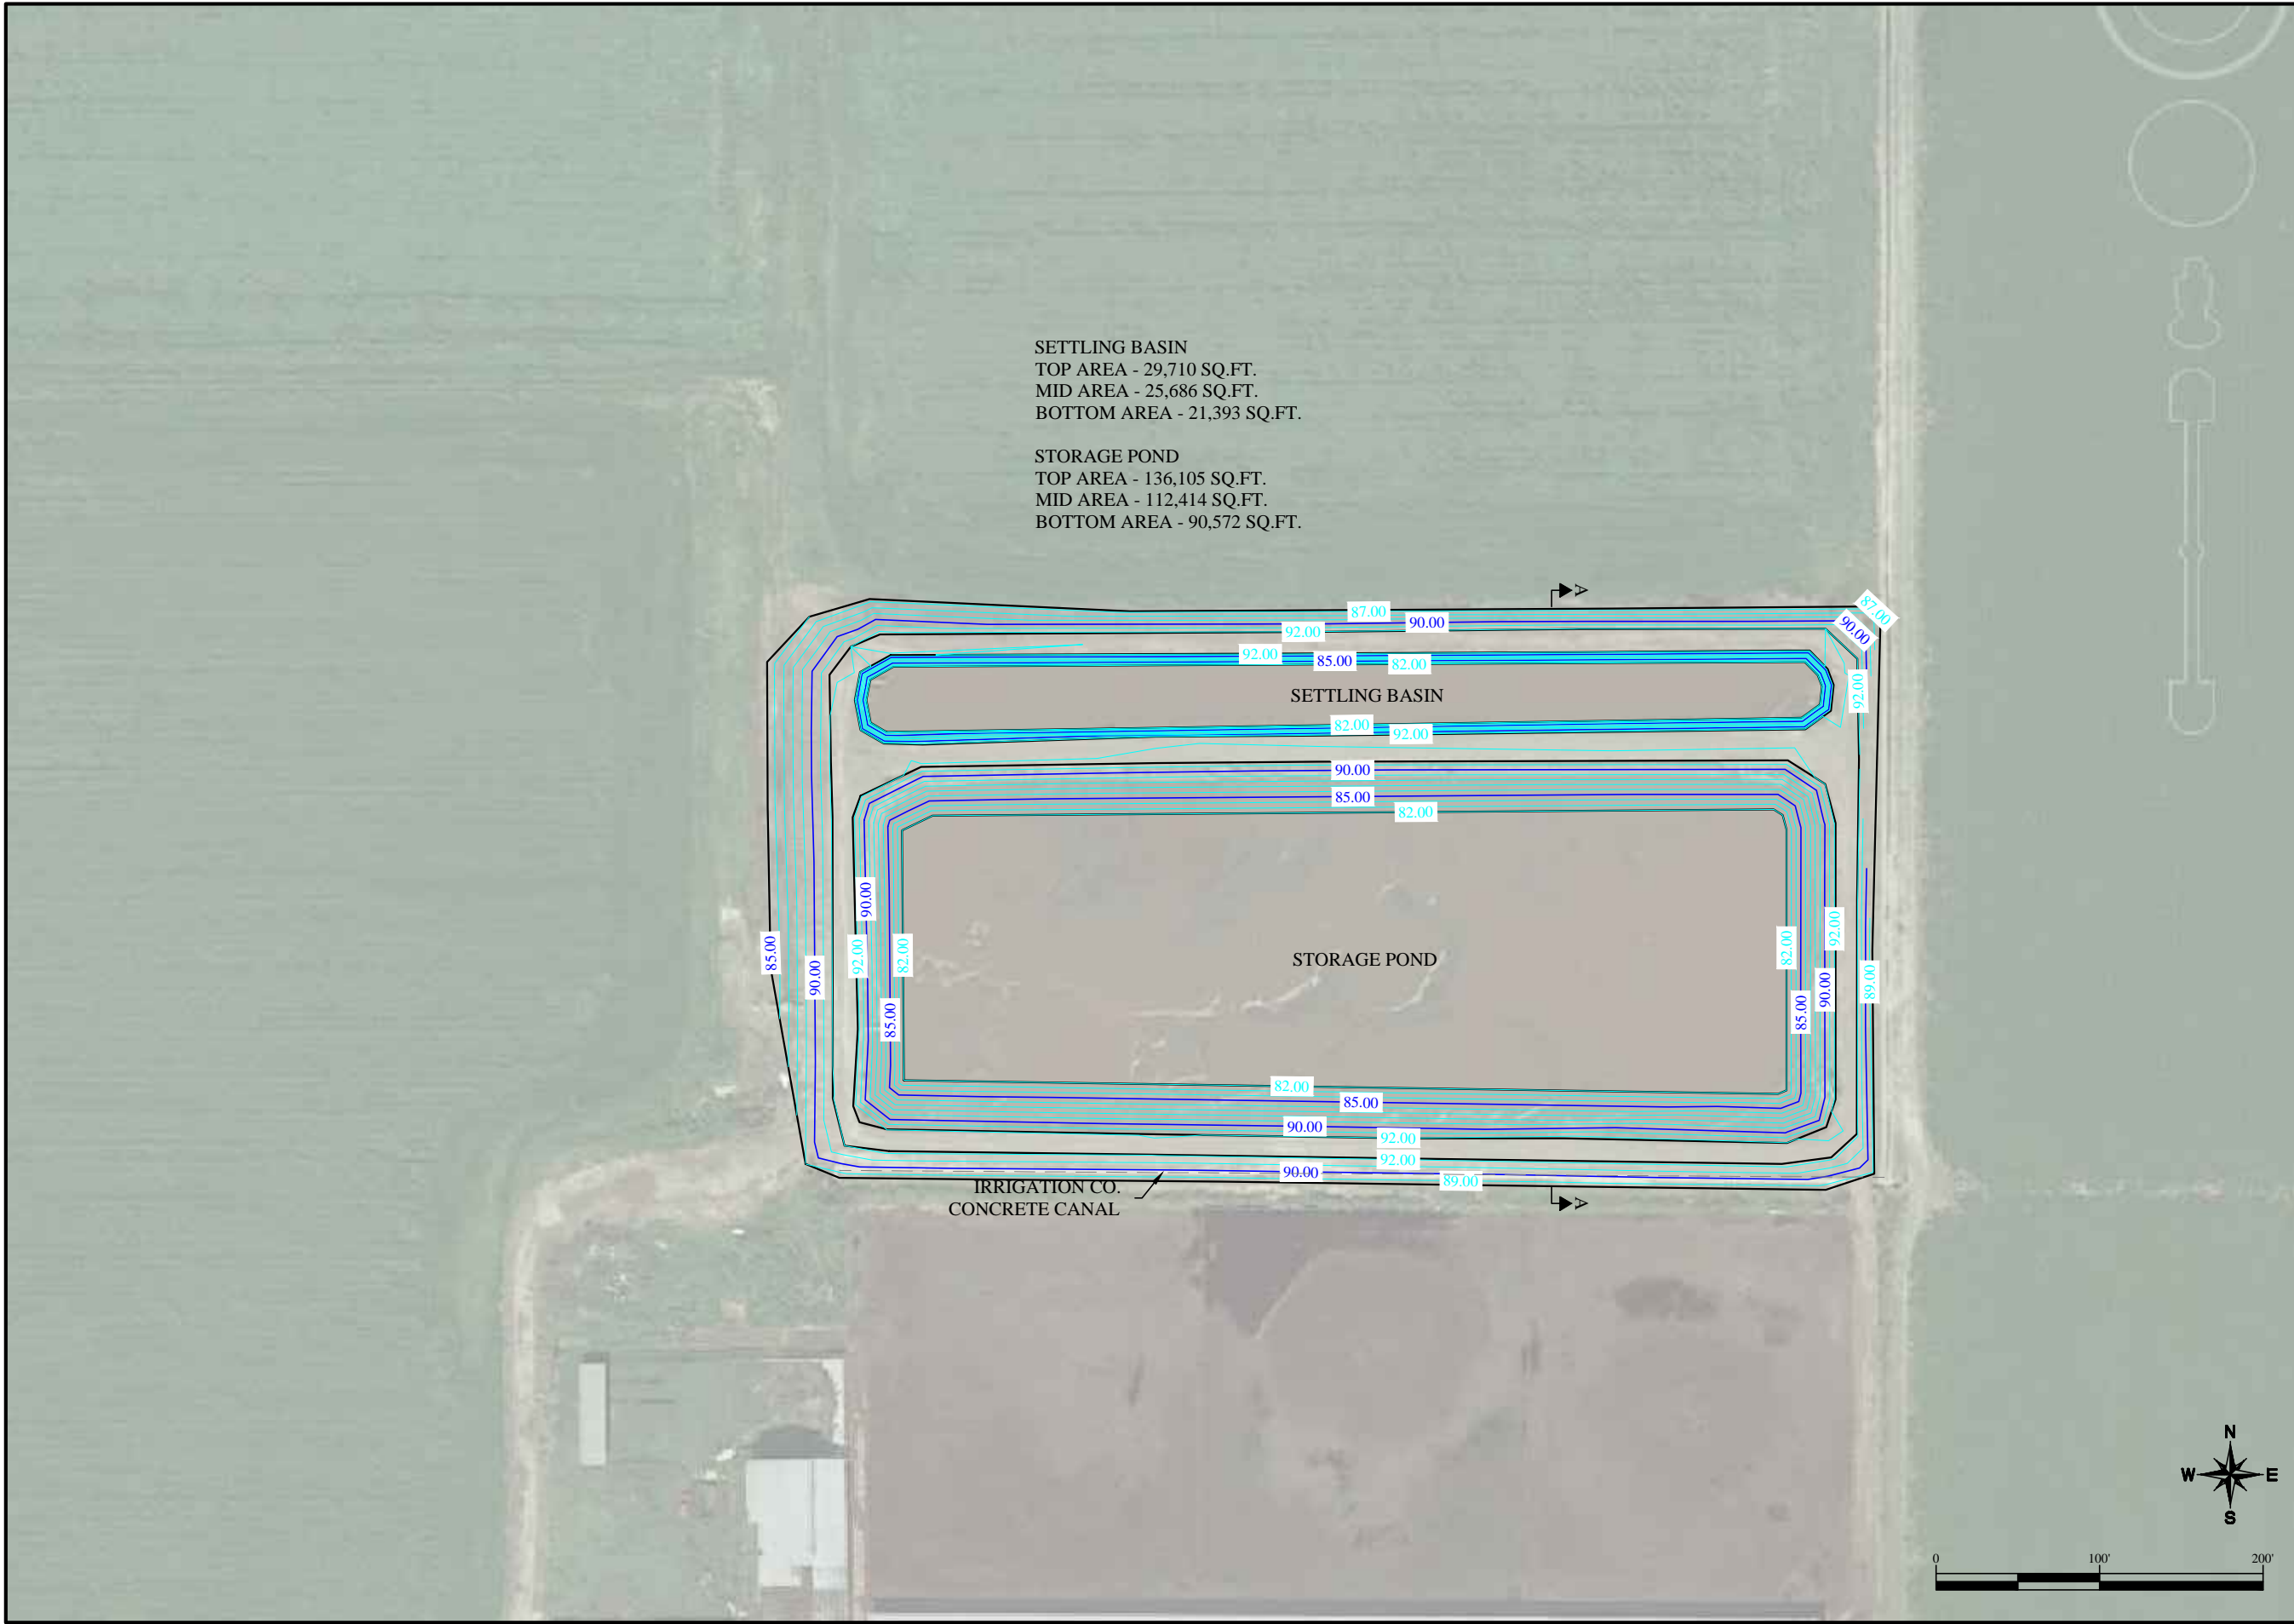 SETTLING BASIN
TOP AREA - 29,710 SQ.FT.
MID AREA - 25,686 SQ.FT.
BOTTOM AREA - 21,393 SQ.FT.
STORAGE POND
TOP AREA - 136,105 SQ.FT.
MID AREA - 112,414 SQ.FT.
BOTTOM AREA - 90,572 SQ.FT.
A
87.00
87.00
90.00
92.00
90.00
92.00
85.00
82.00
92.00
SETTLING BASIN
82.00
92.00
90.00
85.00
82.00
90.00
92.00
82.00
85.00
90.00
85.00
STORAGE POND
82.00
92.00
90.00
85.00
89.00
82.00
85.00
90.00
92.00
92.00
90.00
89.00
IRRIGATION CO.
CONCRETE CANAL
A
N
W E
S
0 100' 200'